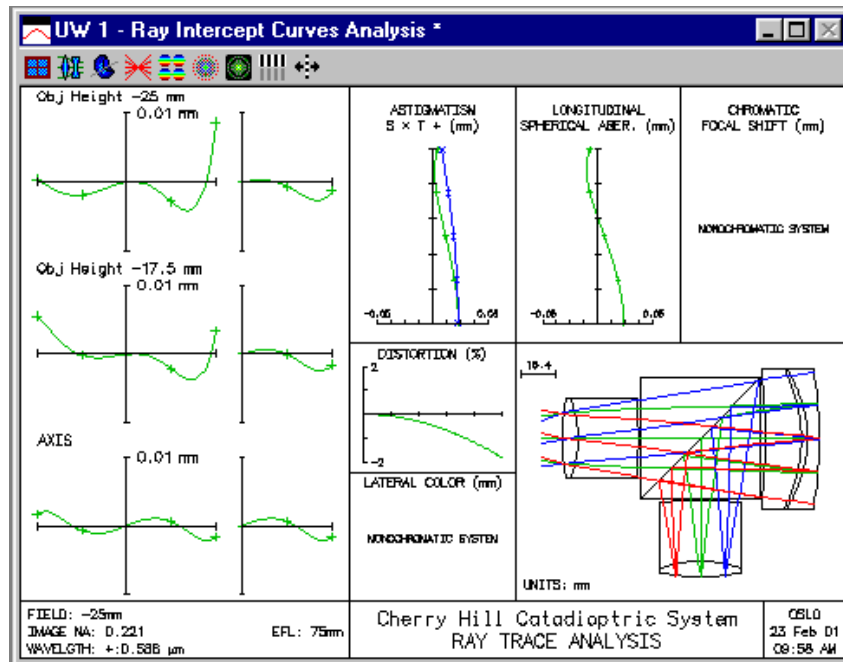 UW 1 - Ray Intercept Curves Analysis *
Obj Height -25 mm
0.01 mm
Obj Height -17.5 mm
0.01 mm
AXIS
0.01 mm
ASTIGMATISM
S × T + (mm)
-0.05
0.05
LONGITUDINAL
SPHERICAL ABER. (mm)
-0.05
0.05
CHROMATIC
FOCAL SHIFT (mm)
MONOCHROMATIC SYSTEM
DISTORTION (%)
2
-2
LATERAL COLOR (mm)
MONOCHROMATIC SYSTEM
18.4
UNITS: mm
FIELD: -25mm
IMAGE NA: 0.221
EFL: 75mm
WAVELGTH: +:0.588 µm
Cherry Hill Catadioptric System
RAY TRACE ANALYSIS
OSLO
23 Feb 01
09:58 AM